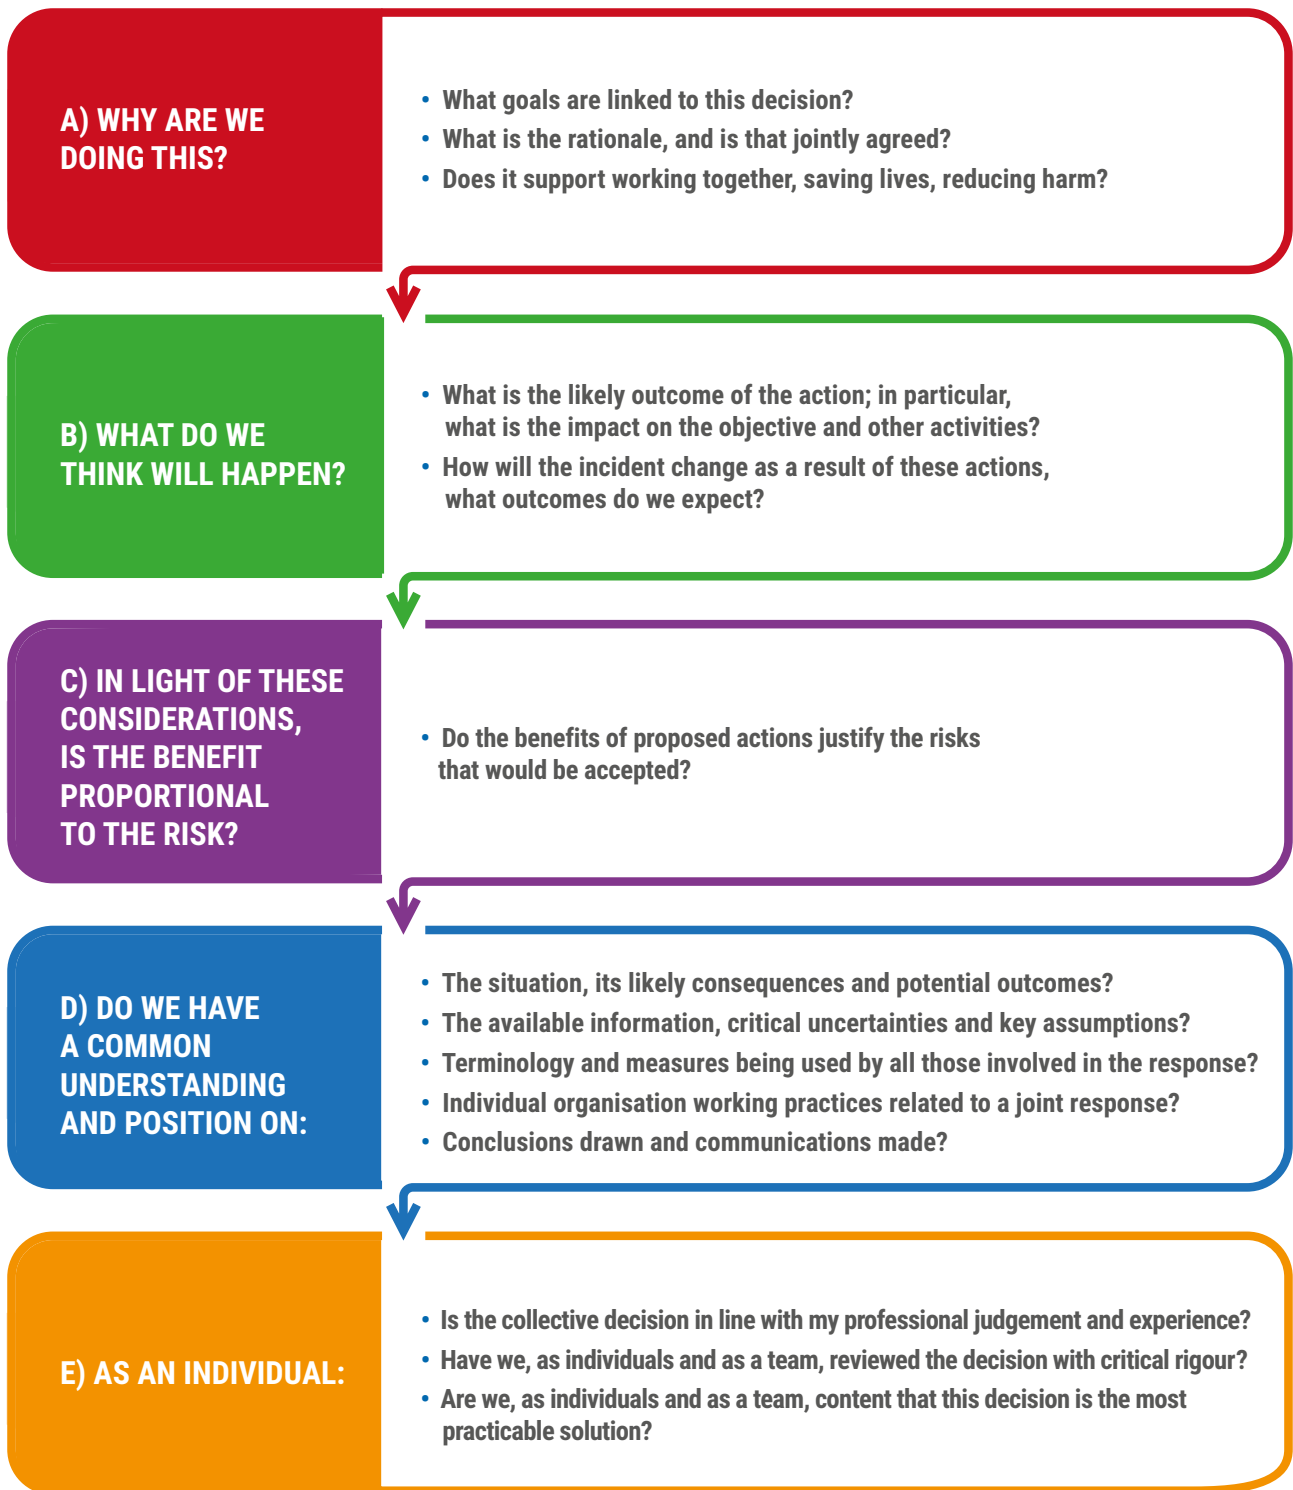 A) WHY ARE WE
DOING THIS?
• What goals are linked to this decision?
• What is the rationale, and is that jointly agreed?
• Does it support working together, saving lives, reducing harm?
B) WHAT DO WE
THINK WILL HAPPEN?
• What is the likely outcome of the action; in particular,
what is the impact on the objective and other activities?
• How will the incident change as a result of these actions,
what outcomes do we expect?
C) IN LIGHT OF THESE
CONSIDERATIONS,
IS THE BENEFIT
PROPORTIONAL
TO THE RISK?
• Do the benefits of proposed actions justify the risks
that would be accepted?
D) DO WE HAVE
A COMMON
UNDERSTANDING
AND POSITION ON:
• The situation, its likely consequences and potential outcomes?
• The available information, critical uncertainties and key assumptions?
• Terminology and measures being used by all those involved in the response?
• Individual organisation working practices related to a joint response?
• Conclusions drawn and communications made?
E) AS AN INDIVIDUAL:
• Is the collective decision in line with my professional judgement and experience?
• Have we, as individuals and as a team, reviewed the decision with critical rigour?
• Are we, as individuals and as a team, content that this decision is the most
practicable solution?